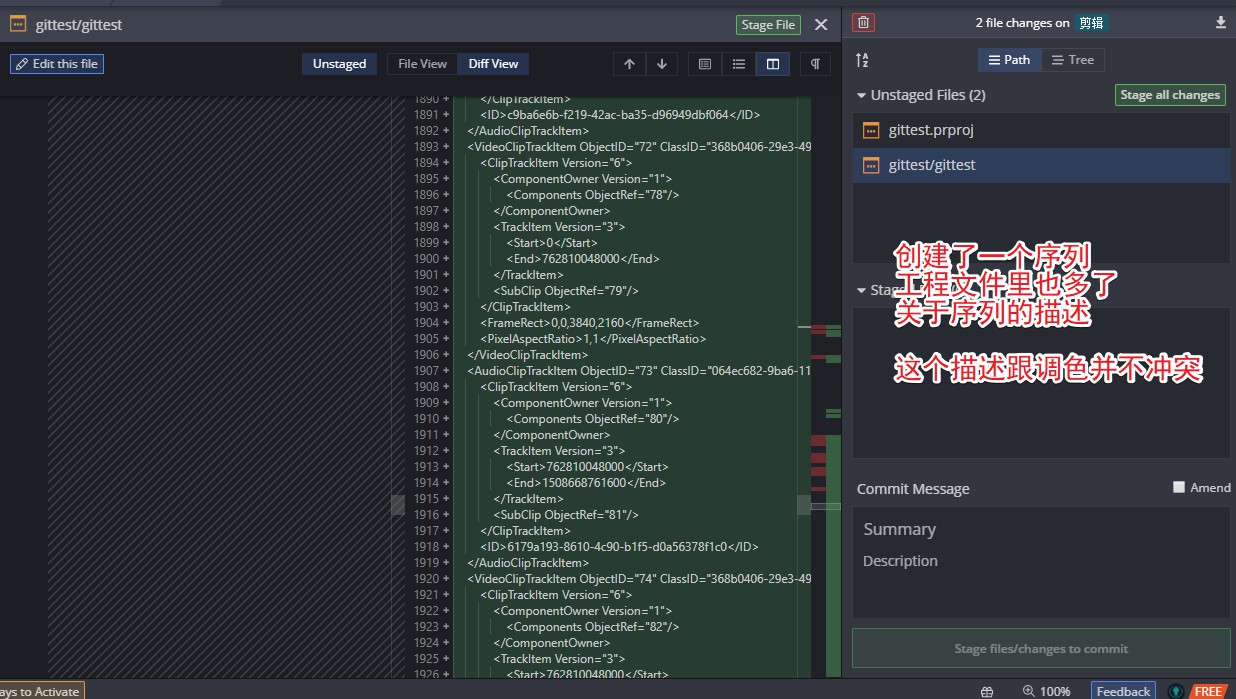 gittest/gittest
Stage File
Edit this file
Unstaged
File View
Diff View
1890 + </ClipTrackItem>
1891 + <ID>c9ba6e6b-f219-42ac-ba35-d96949dbf064</ID>
1892 + </AudioClipTrackItem>
1893 + <VideoClipTrackItem ObjectID="72" ClassID="368b0406-29e3-49
1894 + <ClipTrackItem Version="6">
1895 + <ComponentOwner Version="1">
1896 + <Components ObjectRef="78"/>
1897 + </ComponentOwner>
1898 + <TrackItem Version="3">
1899 + <Start>0</Start>
1900 + <End>762810048000</End>
1901 + </TrackItem>
1902 + <SubClip ObjectRef="79"/>
1903 + </ClipTrackItem>
1904 + <FrameRect>0,0,3840,2160</FrameRect>
1905 + <PixelAspectRatio>1,1</PixelAspectRatio>
1906 + </VideoClipTrackItem>
1907 + <AudioClipTrackItem ObjectID="73" ClassID="064ec682-9ba6-11
1908 + <ClipTrackItem Version="6">
1909 + <ComponentOwner Version="1">
1910 + <Components ObjectRef="80"/>
1911 + </ComponentOwner>
1912 + <TrackItem Version="3">
1913 + <Start>762810048000</Start>
1914 + <End>1508668761600</End>
1915 + </TrackItem>
1916 + <SubClip ObjectRef="81"/>
1917 + </ClipTrackItem>
1918 + <ID>6179a193-8610-4c90-b1f5-d0a56378f1c0</ID>
1919 + </AudioClipTrackItem>
1920 + <VideoClipTrackItem ObjectID="74" ClassID="368b0406-29e3-49
1921 + <ClipTrackItem Version="6">
1922 + <ComponentOwner Version="1">
1923 + <Components ObjectRef="82"/>
1924 + </ComponentOwner>
1925 + <TrackItem Version="3">
1926 + <Start>762810048000</Start>
2 file changes on 剪辑
Path
Tree
Unstaged Files (2)
Stage all changes
gittest.prproj
gittest/gittest
创建了一个序列
工程文件里也多了
关于序列的描述
这个描述跟调色并不冲突
Commit Message
Amend
Summary
Description
Stage files/changes to commit
ays to Activate
100%
Feedback
FREE